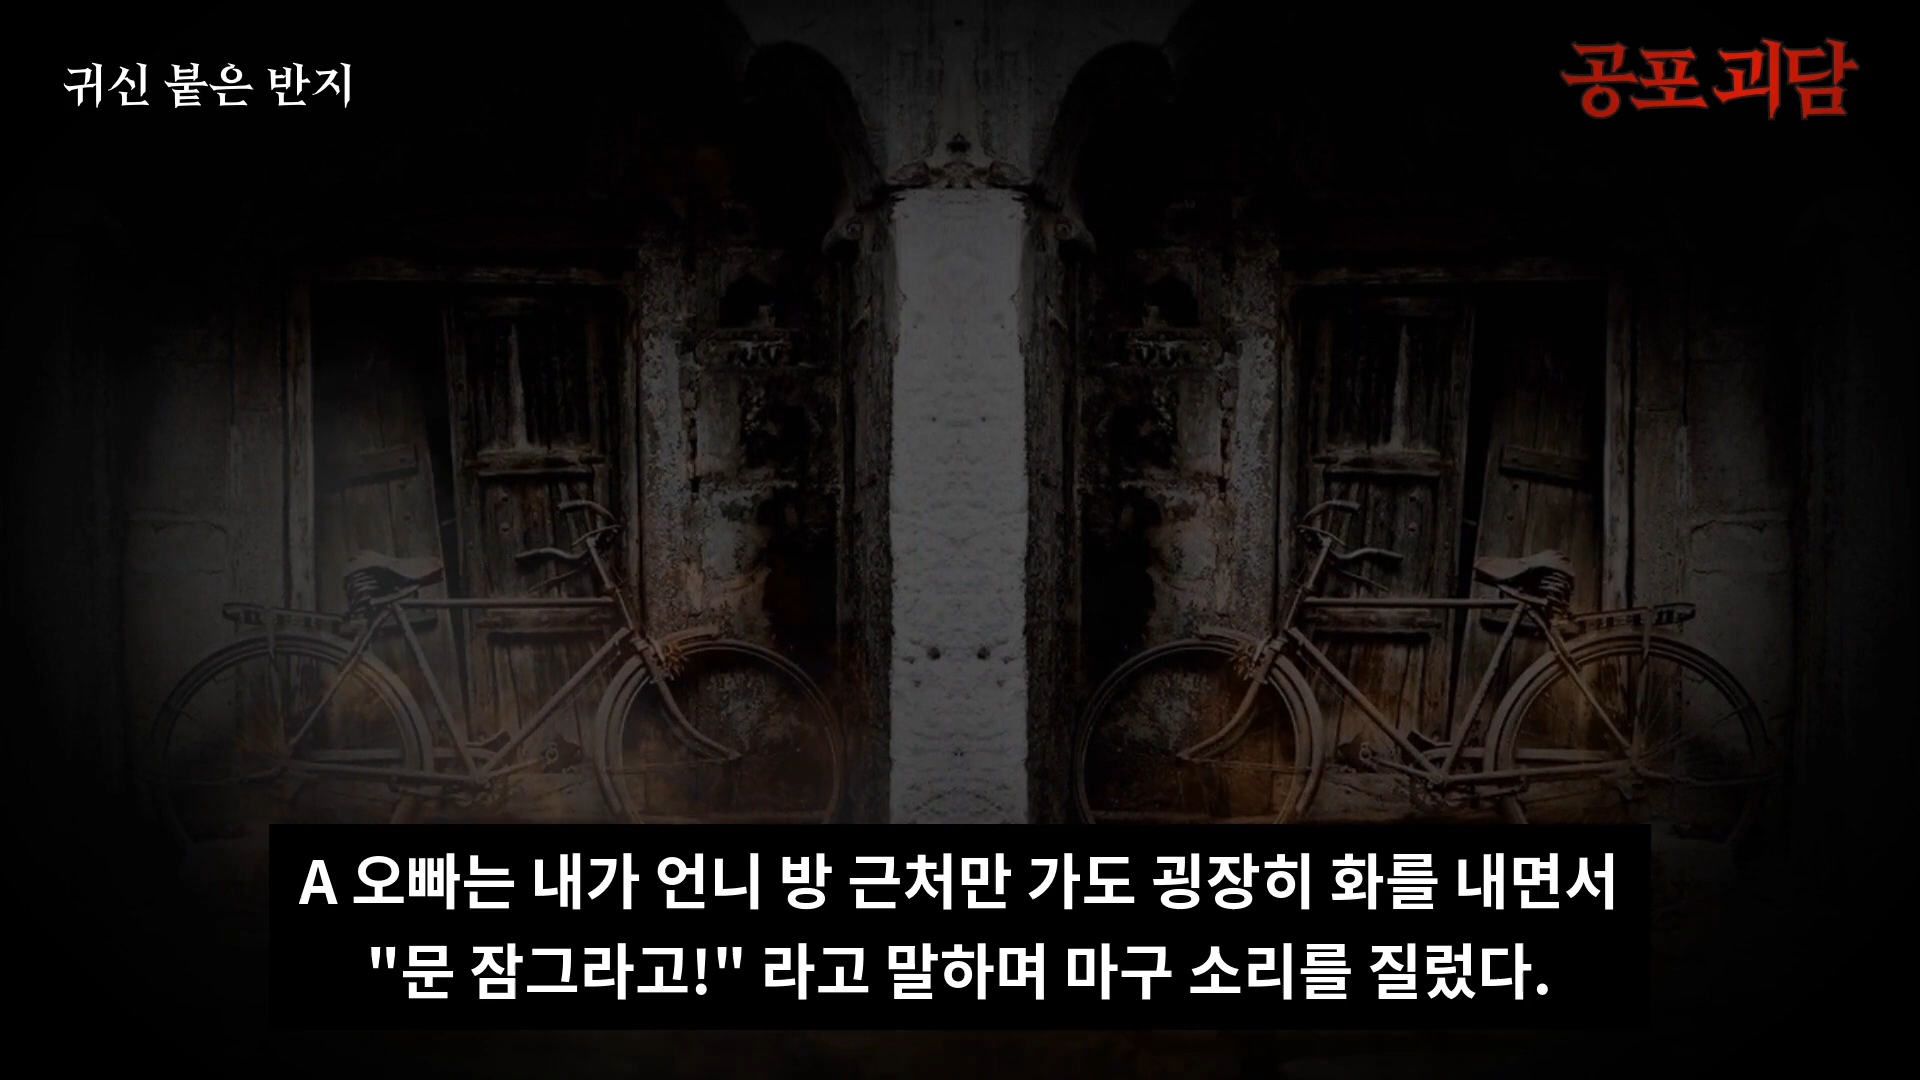 귀신 붙은 반지
공포 괴담
A 오빠는 내가 언니 방 근처만 가도 굉장히 화를 내면서
"문 잠그라고!" 라고 말하며 마구 소리를 질렀다.